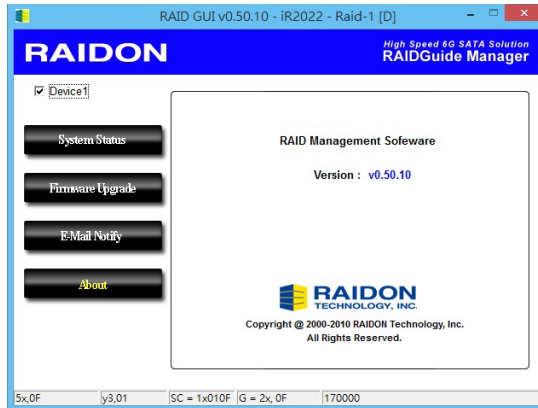 RAID GUI v0.50.10 - iR2022 - Raid-1 [D]
RAIDON
High Speed 6G SATA Solution
RAIDGuide Manager
Device1
System Status
Firmware Upgrade
E-Mail Notify
About
RAID Management Sofeware
Version : v0.50.10
RAIDON
TECHNOLOGY, INC.
Copyright @ 2000-2010 RAIDON Technology, Inc.
All Rights Reserved.
5x,0F y3,01 SC = 1x010F G = 2x, 0F 170000